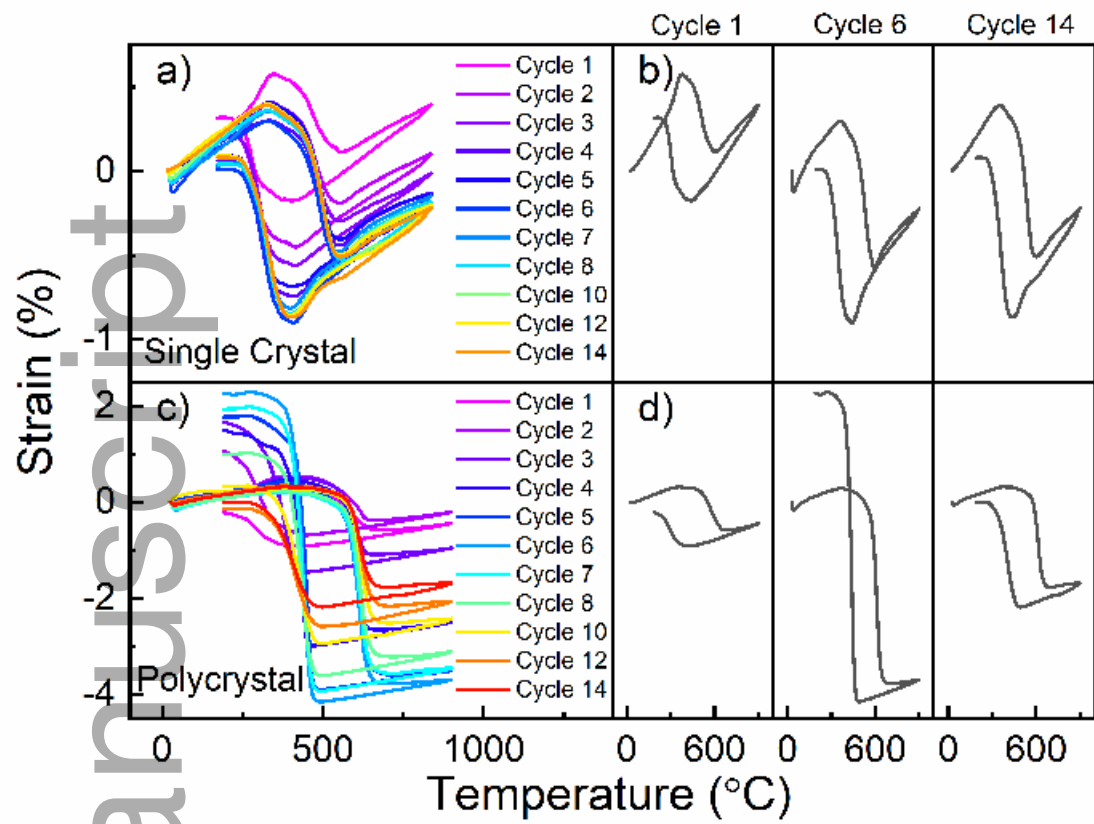 Cycle 1 Cycle 6 Cycle 14
a)
Cycle 1
Cycle 2
Cycle 3
Cycle 4
Cycle 5
Cycle 6
Cycle 7
Cycle 8
Cycle 10
Cycle 12
Cycle 14
b)
0
-1
Single Crystal
Strain (%)
anuscript
c)
Cycle 1
Cycle 2
Cycle 3
Cycle 4
Cycle 5
Cycle 6
Cycle 7
Cycle 8
Cycle 10
Cycle 12
Cycle 14
d)
2
0
-2
-4
Polycrystal
0 500 1000 0 600 0 600 0 600
Temperature (°C)